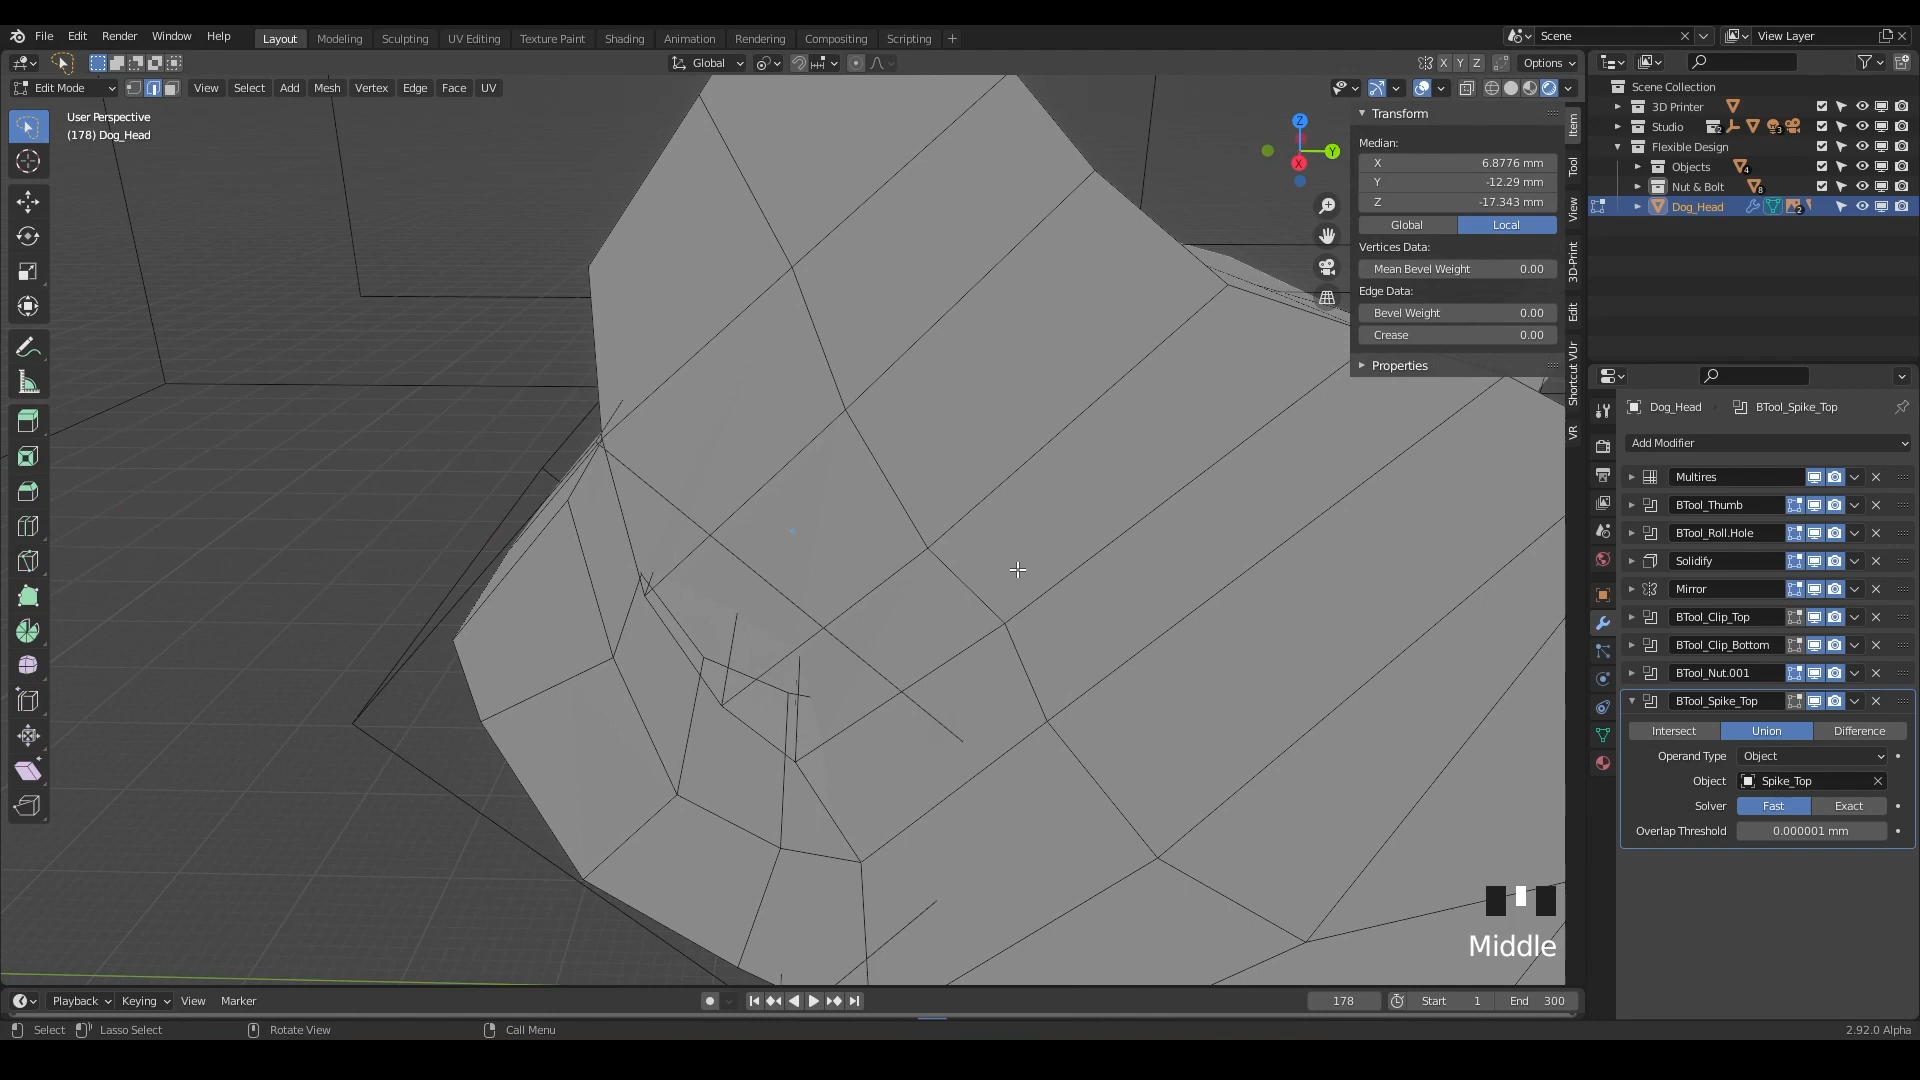 File Edit Render Window Help Layout Modeling Sculpting UV Editing Texture Paint Shading Animation Rendering Compositing Scripting + Scene View Layer
Global X Y Z Options
Edit Mode View Select Add Mesh Vertex Edge Face UV
User Perspective
(178) Dog_Head
Z
Y
X
Transform
Median:
X 6.8776 mm
Y -12.29 mm
Z -17.343 mm
Global Local
Vertices Data:
Mean Bevel Weight 0.00
Edge Data:
Bevel Weight 0.00
Crease 0.00
Properties
Item
Tool
View
3D-Print
Edit
Shortcut VUr
VR
Scene Collection
3D Printer
Studio 2 3
Flexible Design
Objects 4
Nut & Bolt 8
Dog_Head 2
Dog_Head BTool_Spike_Top
Add Modifier
Multires
BTool_Thumb
BTool_Roll.Hole
Solidify
Mirror
BTool_Clip_Top
BTool_Clip_Bottom
BTool_Nut.001
BTool_Spike_Top
Intersect Union Difference
Operand Type Object
Object Spike_Top
Solver Fast Exact
Overlap Threshold 0.000001 mm
Middle
Playback Keying View Marker 178 Start 1 End 300
Select Lasso Select Rotate View Call Menu 2.92.0 Alpha